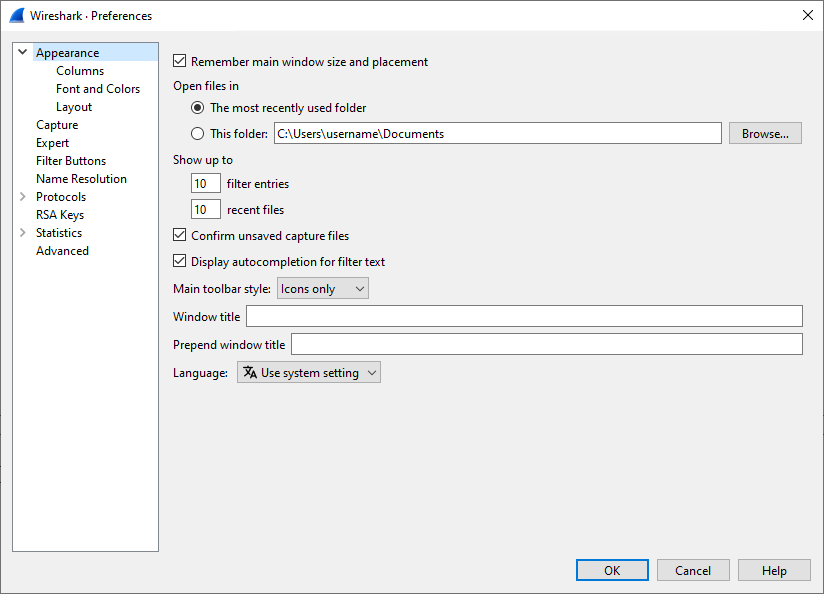 Wireshark · Preferences
Appearance
Columns
Font and Colors
Layout
Capture
Expert
Filter Buttons
Name Resolution
Protocols
RSA Keys
Statistics
Advanced
Remember main window size and placement
Open files in
The most recently used folder
This folder: C:\Users\username\Documents Browse...
Show up to
10 filter entries
10 recent files
Confirm unsaved capture files
Display autocompletion for filter text
Main toolbar style: Icons only
Window title
Prepend window title
Language: Use system setting
OK Cancel Help